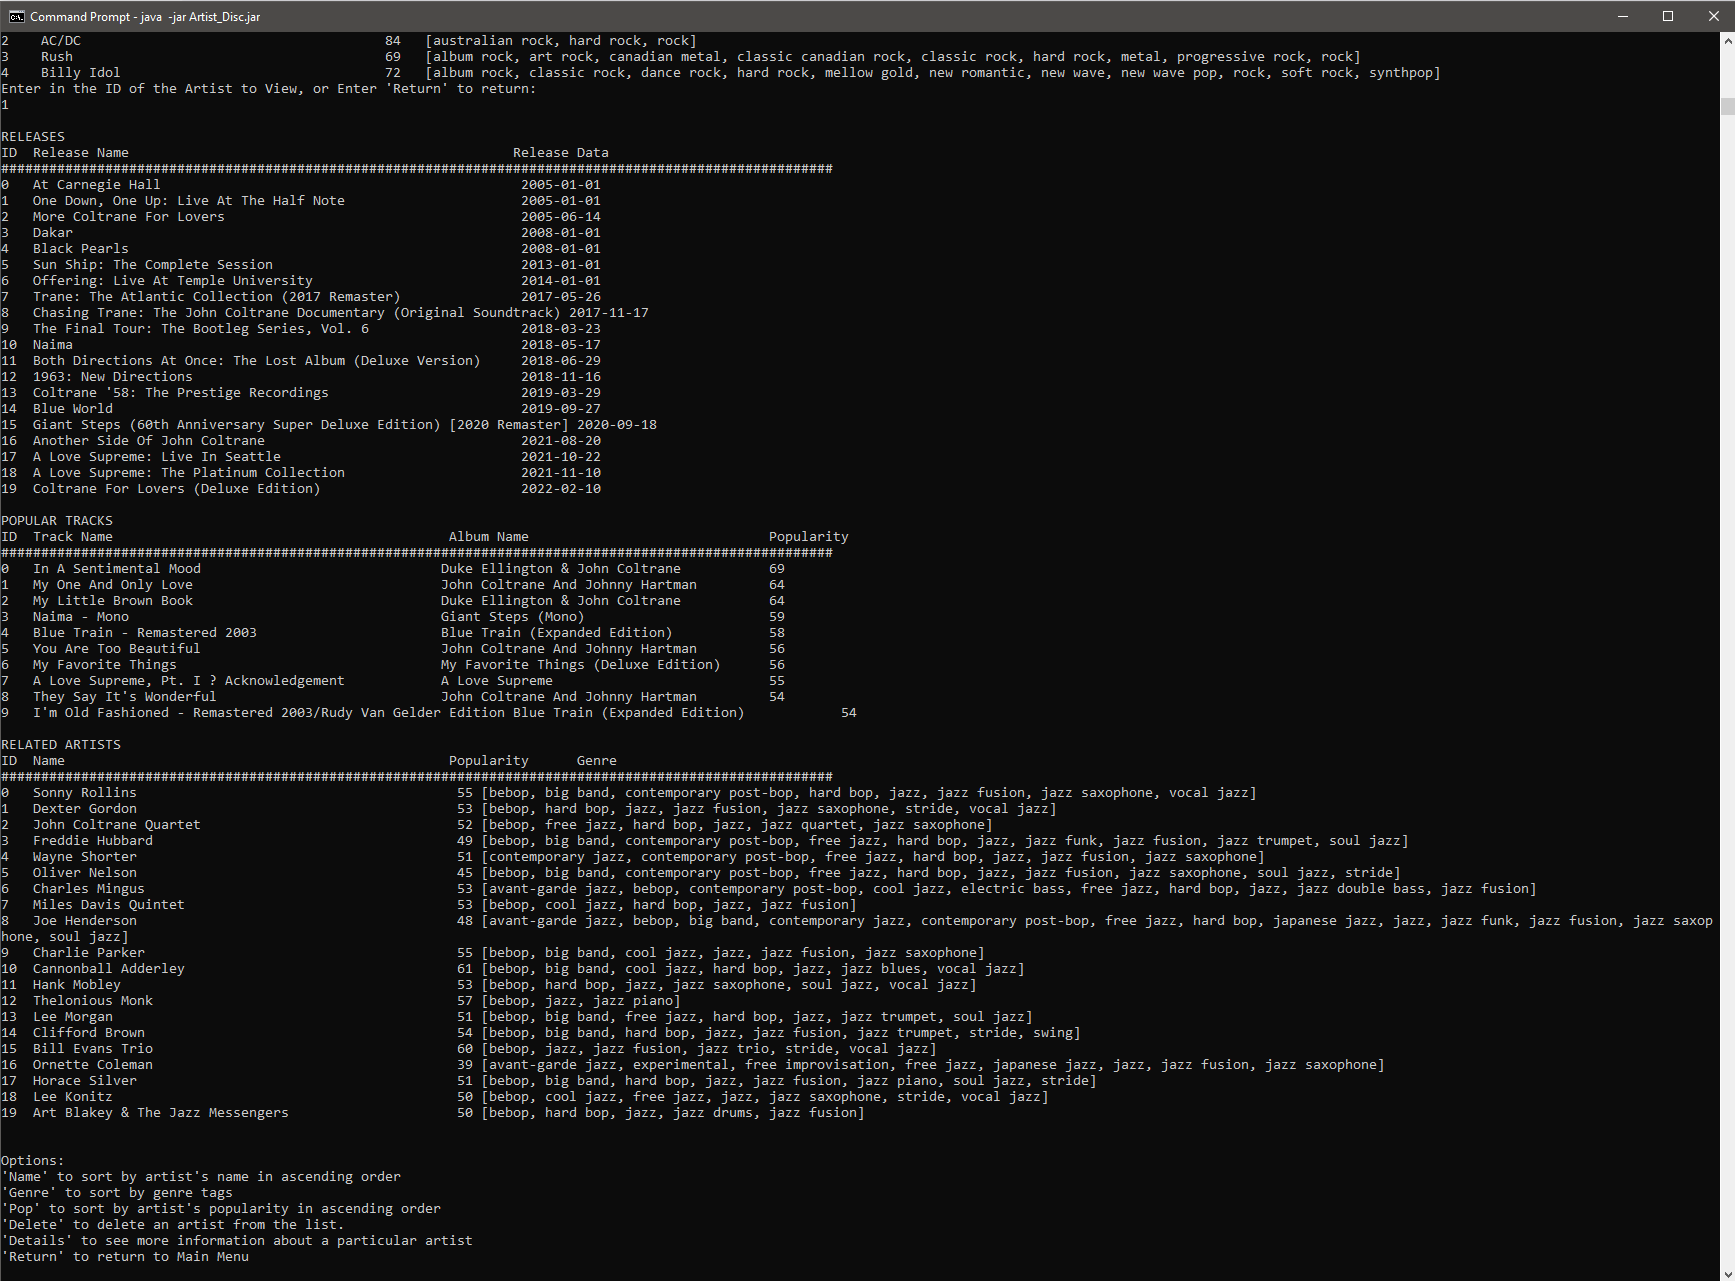 Command Prompt - java -jar Artist_Disc.jar
2 AC/DC 84 [australian rock, hard rock, rock]
3 Rush 69 [album rock, art rock, canadian metal, classic canadian rock, classic rock, hard rock, metal, progressive rock, rock]
4 Billy Idol 72 [album rock, classic rock, dance rock, hard rock, mellow gold, new romantic, new wave, new wave pop, rock, soft rock, synthpop]
Enter in the ID of the Artist to View, or Enter 'Return' to return:
1
RELEASES
ID Release Name Release Data
########################################################################################################
0 At Carnegie Hall 2005-01-01
1 One Down, One Up: Live At The Half Note 2005-01-01
2 More Coltrane For Lovers 2005-06-14
3 Dakar 2008-01-01
4 Black Pearls 2008-01-01
5 Sun Ship: The Complete Session 2013-01-01
6 Offering: Live At Temple University 2014-01-01
7 Trane: The Atlantic Collection (2017 Remaster) 2017-05-26
8 Chasing Trane: The John Coltrane Documentary (Original Soundtrack) 2017-11-17
9 The Final Tour: The Bootleg Series, Vol. 6 2018-03-23
10 Naima 2018-05-17
11 Both Directions At Once: The Lost Album (Deluxe Version) 2018-06-29
12 1963: New Directions 2018-11-16
13 Coltrane '58: The Prestige Recordings 2019-03-29
14 Blue World 2019-09-27
15 Giant Steps (60th Anniversary Super Deluxe Edition) [2020 Remaster] 2020-09-18
16 Another Side Of John Coltrane 2021-08-20
17 A Love Supreme: Live In Seattle 2021-10-22
18 A Love Supreme: The Platinum Collection 2021-11-10
19 Coltrane For Lovers (Deluxe Edition) 2022-02-10
POPULAR TRACKS
ID Track Name Album Name Popularity
########################################################################################################
0 In A Sentimental Mood Duke Ellington & John Coltrane 69
1 My One And Only Love John Coltrane And Johnny Hartman 64
2 My Little Brown Book Duke Ellington & John Coltrane 64
3 Naima - Mono Giant Steps (Mono) 59
4 Blue Train - Remastered 2003 Blue Train (Expanded Edition) 58
5 You Are Too Beautiful John Coltrane And Johnny Hartman 56
6 My Favorite Things My Favorite Things (Deluxe Edition) 56
7 A Love Supreme, Pt. I ? Acknowledgement A Love Supreme 55
8 They Say It's Wonderful John Coltrane And Johnny Hartman 54
9 I'm Old Fashioned - Remastered 2003/Rudy Van Gelder Edition Blue Train (Expanded Edition) 54
RELATED ARTISTS
ID Name Popularity Genre
########################################################################################################
0 Sonny Rollins 55 [bebop, big band, contemporary post-bop, hard bop, jazz, jazz fusion, jazz saxophone, vocal jazz]
1 Dexter Gordon 53 [bebop, hard bop, jazz, jazz fusion, jazz saxophone, stride, vocal jazz]
2 John Coltrane Quartet 52 [bebop, free jazz, hard bop, jazz, jazz quartet, jazz saxophone]
3 Freddie Hubbard 49 [bebop, big band, contemporary post-bop, free jazz, hard bop, jazz, jazz funk, jazz fusion, jazz trumpet, soul jazz]
4 Wayne Shorter 51 [contemporary jazz, contemporary post-bop, free jazz, hard bop, jazz, jazz fusion, jazz saxophone]
5 Oliver Nelson 45 [bebop, big band, contemporary post-bop, free jazz, hard bop, jazz, jazz fusion, jazz saxophone, soul jazz, stride]
6 Charles Mingus 53 [avant-garde jazz, bebop, contemporary post-bop, cool jazz, electric bass, free jazz, hard bop, jazz, jazz double bass, jazz fusion]
7 Miles Davis Quintet 53 [bebop, cool jazz, hard bop, jazz, jazz fusion]
8 Joe Henderson 48 [avant-garde jazz, bebop, big band, contemporary jazz, contemporary post-bop, free jazz, hard bop, japanese jazz, jazz, jazz funk, jazz fusion, jazz saxop
hone, soul jazz]
9 Charlie Parker 55 [bebop, big band, cool jazz, jazz, jazz fusion, jazz saxophone]
10 Cannonball Adderley 61 [bebop, big band, cool jazz, hard bop, jazz, jazz blues, vocal jazz]
11 Hank Mobley 53 [bebop, hard bop, jazz, jazz saxophone, soul jazz, vocal jazz]
12 Thelonious Monk 57 [bebop, jazz, jazz piano]
13 Lee Morgan 51 [bebop, big band, free jazz, hard bop, jazz, jazz trumpet, soul jazz]
14 Clifford Brown 54 [bebop, big band, hard bop, jazz, jazz fusion, jazz trumpet, stride, swing]
15 Bill Evans Trio 60 [bebop, jazz, jazz fusion, jazz trio, stride, vocal jazz]
16 Ornette Coleman 39 [avant-garde jazz, experimental, free improvisation, free jazz, japanese jazz, jazz, jazz fusion, jazz saxophone]
17 Horace Silver 51 [bebop, big band, hard bop, jazz, jazz fusion, jazz piano, soul jazz, stride]
18 Lee Konitz 50 [bebop, cool jazz, free jazz, jazz, jazz saxophone, stride, vocal jazz]
19 Art Blakey & The Jazz Messengers 50 [bebop, hard bop, jazz, jazz drums, jazz fusion]
Options:
'Name' to sort by artist's name in ascending order
'Genre' to sort by genre tags
'Pop' to sort by artist's popularity in ascending order
'Delete' to delete an artist from the list.
'Details' to see more information about a particular artist
'Return' to return to Main Menu